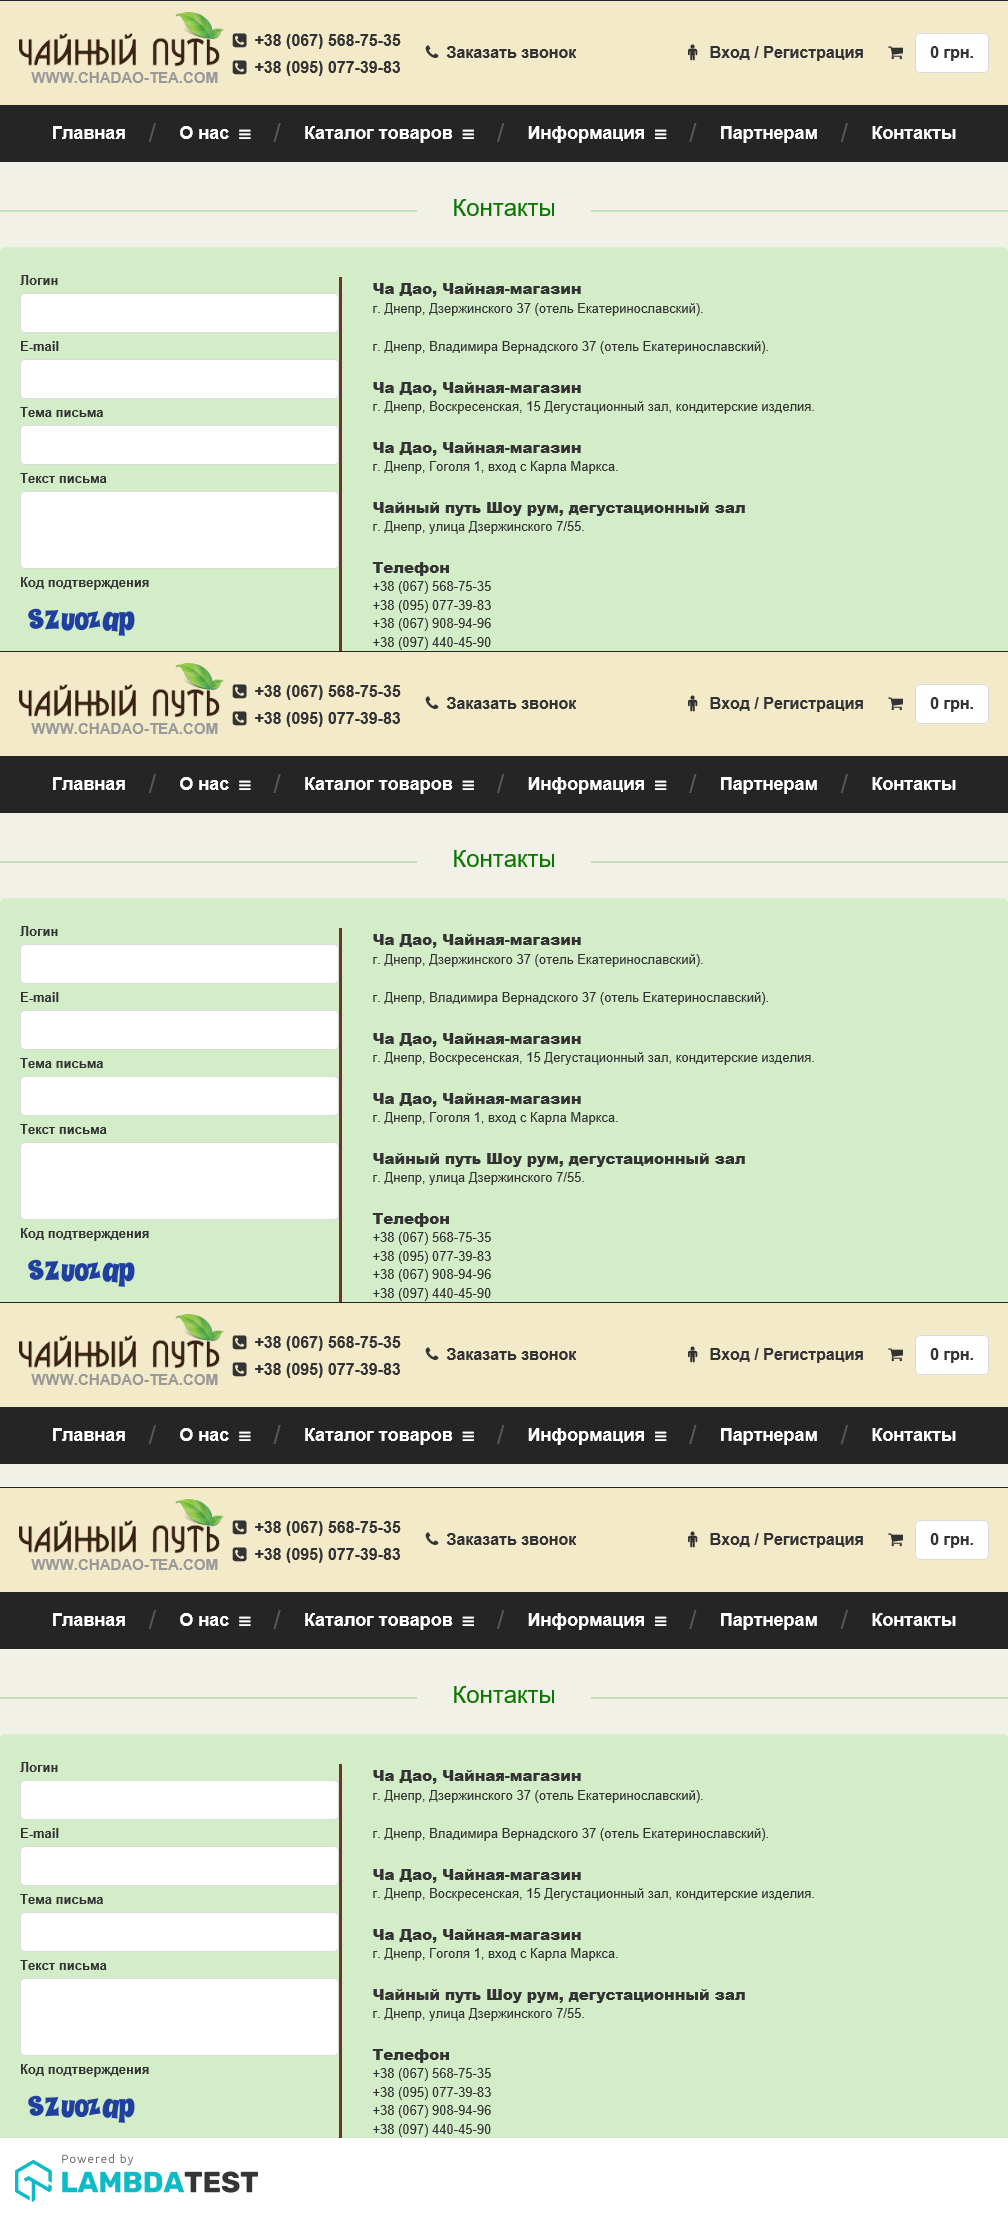 ЧАЙНЫЙ ПУТЬ
WWW.CHADAO-TEA.COM
+38 (067) 568-75-35
+38 (095) 077-39-83
Заказать звонок
Вход / Регистрация
0 грн.
Главная / О нас / Каталог товаров / Информация / Партнерам / Контакты
Контакты
Логин
E-mail
Тема письма
Текст письма
Код подтверждения
szuozap
Ча Дао, Чайная-магазин
г. Днепр, Дзержинского 37 (отель Екатеринославский).
г. Днепр, Владимира Вернадского 37 (отель Екатеринославский).
Ча Дао, Чайная-магазин
г. Днепр, Воскресенская, 15 Дегустационный зал, кондитерские изделия.
Ча Дао, Чайная-магазин
г. Днепр, Гоголя 1, вход с Карла Маркса.
Чайный путь Шоу рум, дегустационный зал
г. Днепр, улица Дзержинского 7/55.
Телефон
+38 (067) 568-75-35
+38 (095) 077-39-83
+38 (067) 908-94-96
+38 (097) 440-45-90
ЧАЙНЫЙ ПУТЬ
WWW.CHADAO-TEA.COM
+38 (067) 568-75-35
+38 (095) 077-39-83
Заказать звонок
Вход / Регистрация
0 грн.
Главная / О нас / Каталог товаров / Информация / Партнерам / Контакты
Контакты
Логин
E-mail
Тема письма
Текст письма
Код подтверждения
szuozap
Ча Дао, Чайная-магазин
г. Днепр, Дзержинского 37 (отель Екатеринославский).
г. Днепр, Владимира Вернадского 37 (отель Екатеринославский).
Ча Дао, Чайная-магазин
г. Днепр, Воскресенская, 15 Дегустационный зал, кондитерские изделия.
Ча Дао, Чайная-магазин
г. Днепр, Гоголя 1, вход с Карла Маркса.
Чайный путь Шоу рум, дегустационный зал
г. Днепр, улица Дзержинского 7/55.
Телефон
+38 (067) 568-75-35
+38 (095) 077-39-83
+38 (067) 908-94-96
+38 (097) 440-45-90
ЧАЙНЫЙ ПУТЬ
WWW.CHADAO-TEA.COM
+38 (067) 568-75-35
+38 (095) 077-39-83
Заказать звонок
Вход / Регистрация
0 грн.
Главная / О нас / Каталог товаров / Информация / Партнерам / Контакты
ЧАЙНЫЙ ПУТЬ
WWW.CHADAO-TEA.COM
+38 (067) 568-75-35
+38 (095) 077-39-83
Заказать звонок
Вход / Регистрация
0 грн.
Главная / О нас / Каталог товаров / Информация / Партнерам / Контакты
Контакты
Логин
E-mail
Тема письма
Текст письма
Код подтверждения
szuozap
Ча Дао, Чайная-магазин
г. Днепр, Дзержинского 37 (отель Екатеринославский).
г. Днепр, Владимира Вернадского 37 (отель Екатеринославский).
Ча Дао, Чайная-магазин
г. Днепр, Воскресенская, 15 Дегустационный зал, кондитерские изделия.
Ча Дао, Чайная-магазин
г. Днепр, Гоголя 1, вход с Карла Маркса.
Чайный путь Шоу рум, дегустационный зал
г. Днепр, улица Дзержинского 7/55.
Телефон
+38 (067) 568-75-35
+38 (095) 077-39-83
+38 (067) 908-94-96
+38 (097) 440-45-90
Powered by
LAMBDATEST